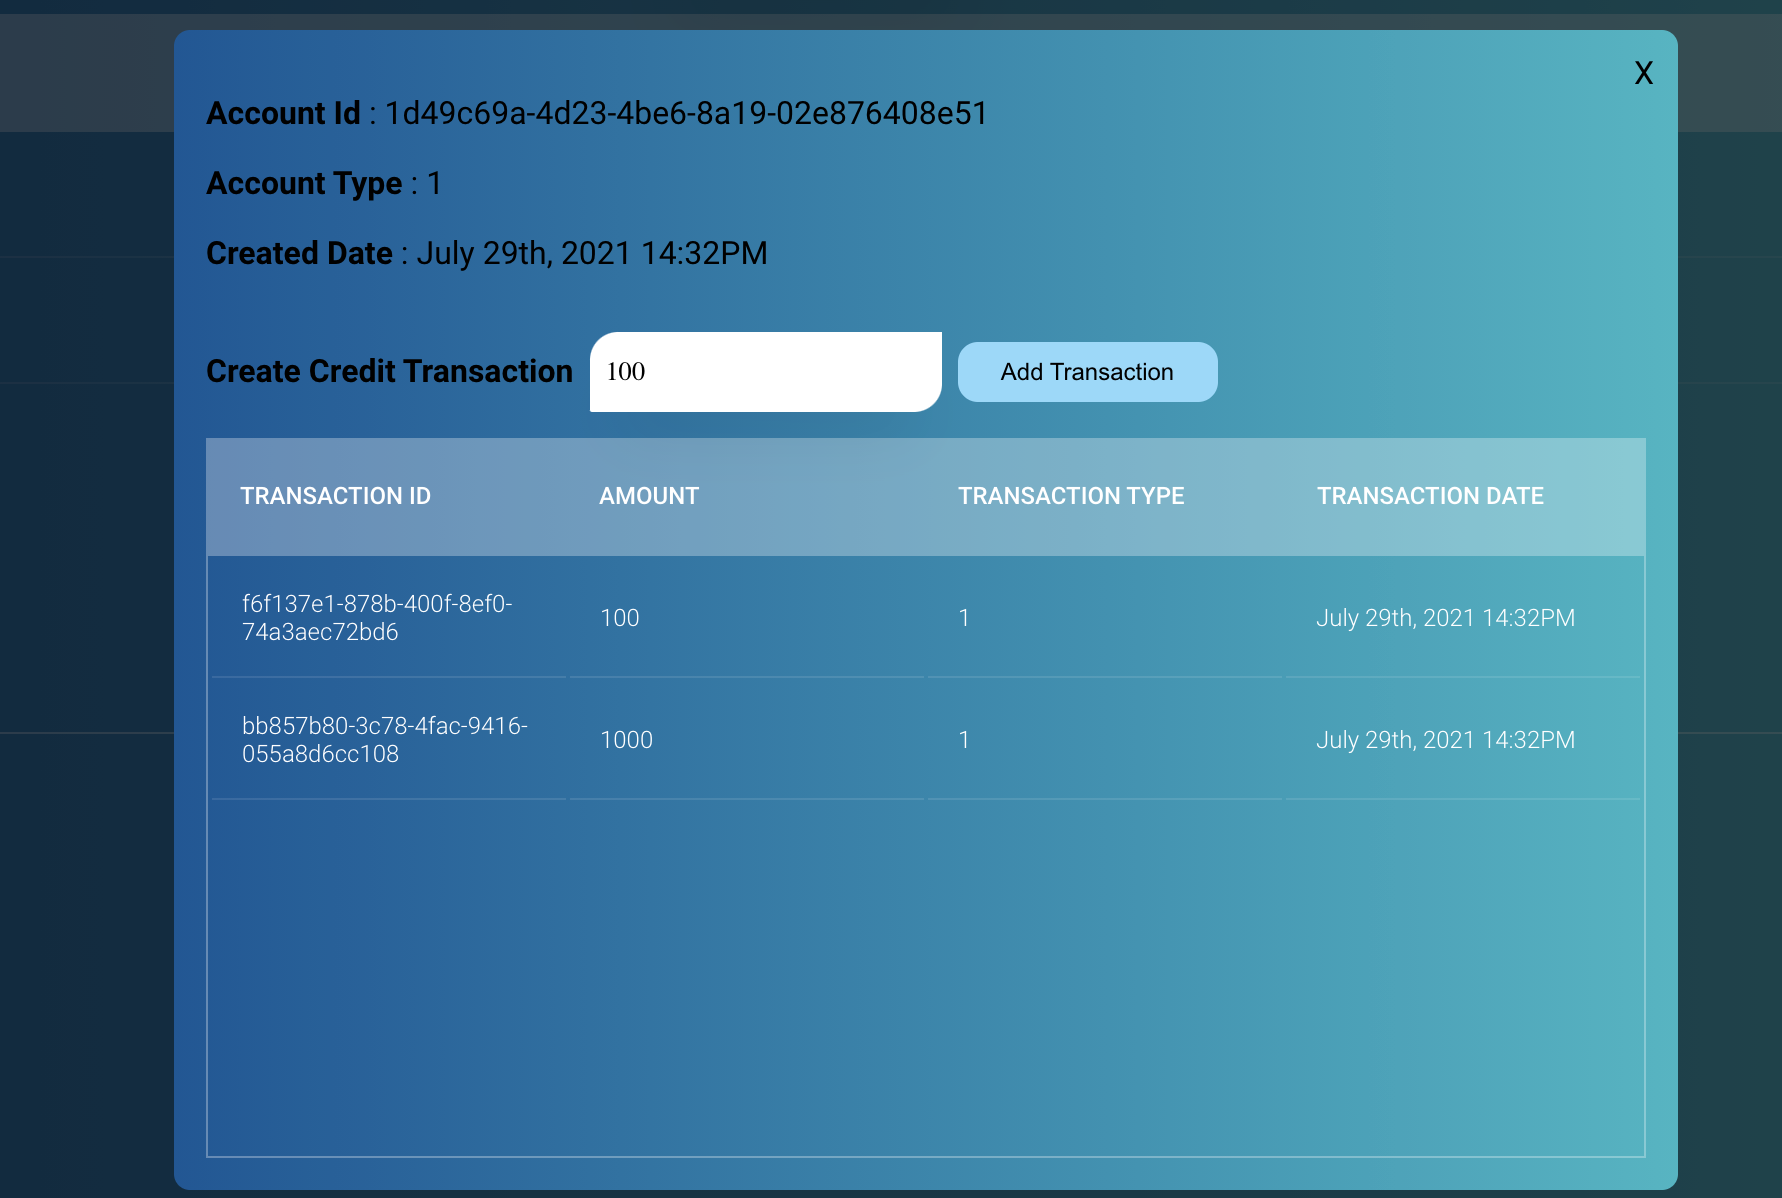 X
Account Id : 1d49c69a-4d23-4be6-8a19-02e876408e51
Account Type : 1
Created Date : July 29th, 2021 14:32PM
Create Credit Transaction 100 Add Transaction
TRANSACTION ID AMOUNT TRANSACTION TYPE TRANSACTION DATE
f6f137e1-878b-400f-8ef0-
74a3aec72bd6 100 1 July 29th, 2021 14:32PM
bb857b80-3c78-4fac-9416-
055a8d6cc108 1000 1 July 29th, 2021 14:32PM